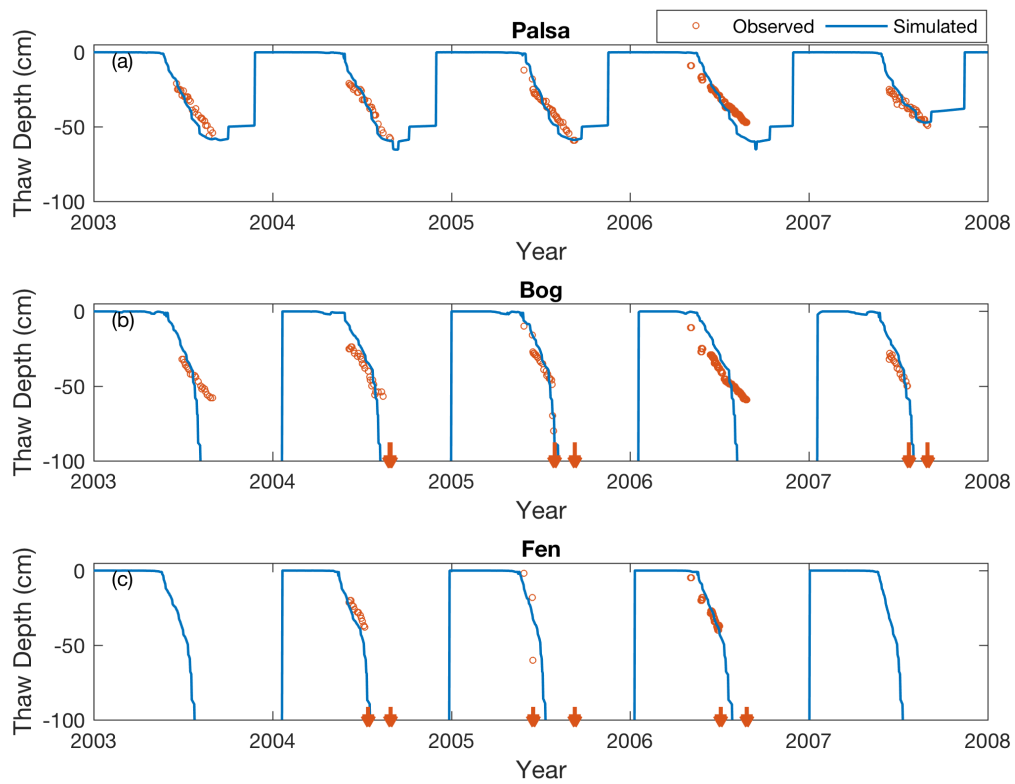 Observed Simulated
Palsa
(a)
Thaw Depth (cm)
0
-50
-100
2003 2004 2005 2006 2007 2008
Year
Bog
(b)
Thaw Depth (cm)
0
-50
-100
2003 2004 2005 2006 2007 2008
Year
Fen
(c)
Thaw Depth (cm)
0
-50
-100
2003 2004 2005 2006 2007 2008
Year